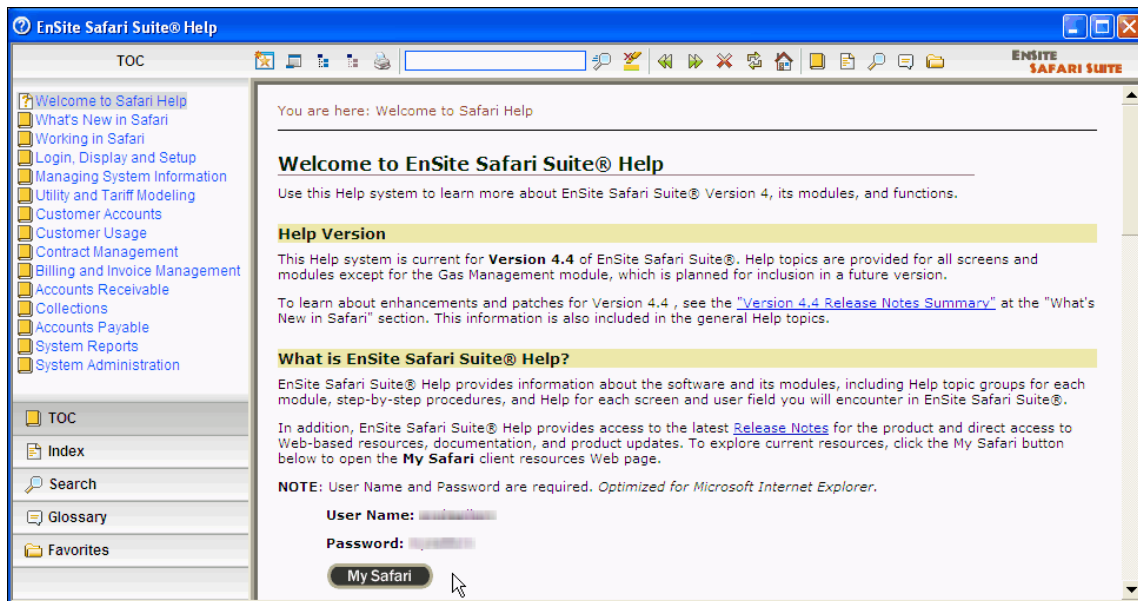 EnSite Safari Suite® Help
TOC
ENSITE
SAFARI SUITE
Welcome to Safari Help
What's New in Safari
Working in Safari
Login, Display and Setup
Managing System Information
Utility and Tariff Modeling
Customer Accounts
Customer Usage
Contract Management
Billing and Invoice Management
Accounts Receivable
Collections
Accounts Payable
System Reports
System Administration
TOC
Index
Search
Glossary
Favorites
You are here: Welcome to Safari Help
Welcome to EnSite Safari Suite® Help
Use this Help system to learn more about EnSite Safari Suite® Version 4, its modules, and functions.
Help Version
This Help system is current for Version 4.4 of EnSite Safari Suite®. Help topics are provided for all screens and
modules except for the Gas Management module, which is planned for inclusion in a future version.
To learn about enhancements and patches for Version 4.4 , see the "Version 4.4 Release Notes Summary" at the "What's
New in Safari" section. This information is also included in the general Help topics.
What is EnSite Safari Suite® Help?
EnSite Safari Suite® Help provides information about the software and its modules, including Help topic groups for each
module, step-by-step procedures, and Help for each screen and user field you will encounter in EnSite Safari Suite®.
In addition, EnSite Safari Suite® Help provides access to the latest Release Notes for the product and direct access to
Web-based resources, documentation, and product updates. To explore current resources, click the My Safari button
below to open the My Safari client resources Web page.
NOTE: User Name and Password are required. Optimized for Microsoft Internet Explorer.
User Name:
Password:
My Safari